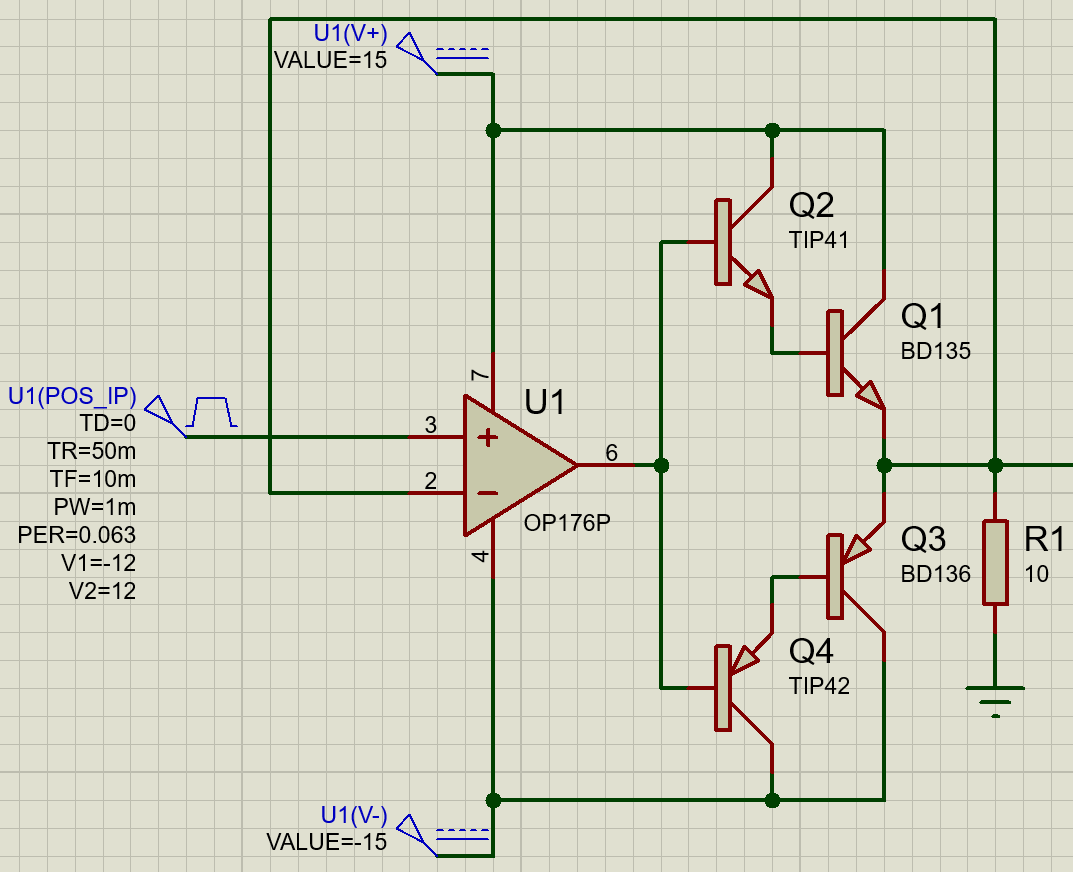 U1(V+)
VALUE=15
Q2
TIP41
Q1
BD135
7
U1
U1(POS_IP)
TD=0
TR=50m
TF=10m
PW=1m
PER=0.063
V1=-12
V2=12
3
+
6
2
−
OP176P
4
Q3
BD136
R1
10
Q4
TIP42
U1(V-)
VALUE=-15